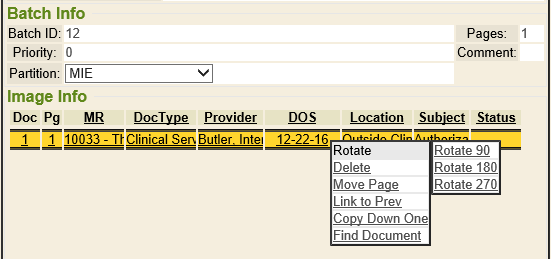 Batch Info
Batch ID: 12 Pages: 1
Priority: 0 Comment:
Partition: MIE
Image Info
Doc Pg MR DocType Provider DOS Location Subject Status
1 1 10033 - Th Clinical Serv Butler, Inter 12-22-16 Outside Clin Authoriza
Rotate Rotate 90
Delete Rotate 180
Move Page Rotate 270
Link to Prev
Copy Down One
Find Document